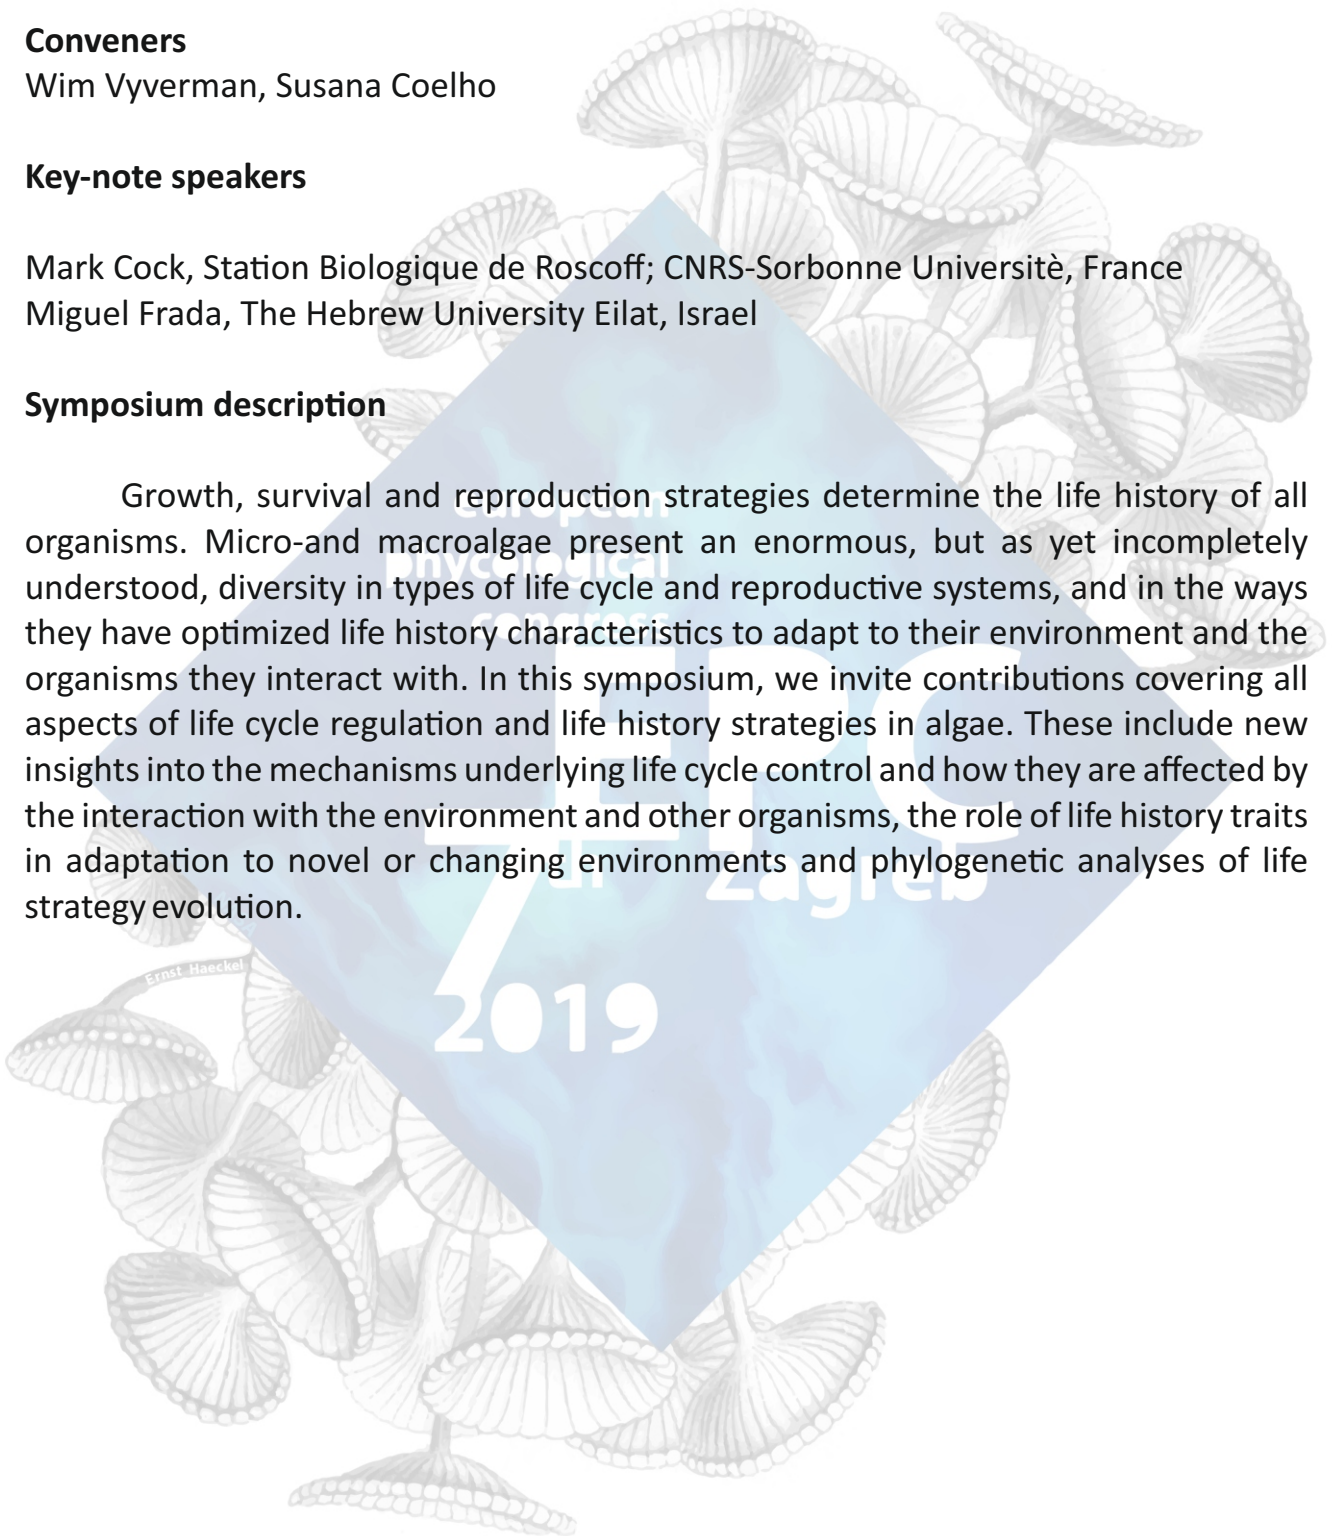 Conveners
Wim Vyverman, Susana Coelho
Key-note speakers
Mark Cock, Station Biologique de Roscoff; CNRS-Sorbonne Universitè, France
Miguel Frada, The Hebrew University Eilat, Israel
Symposium description
Growth, survival and reproduction strategies determine the life history of all
organisms. Micro-and macroalgae present an enormous, but as yet incompletely
understood, diversity in types of life cycle and reproductive systems, and in the ways
they have optimized life history characteristics to adapt to their environment and the
organisms they interact with. In this symposium, we invite contributions covering all
aspects of life cycle regulation and life history strategies in algae. These include new
insights into the mechanisms underlying life cycle control and how they are affected by
the interaction with the environment and other organisms, the role of life history traits
in adaptation to novel or changing environments and phylogenetic analyses of life
strategy evolution.
european
phycological
congress
EPC
7th
zagreb
Ernst Haeckel
2019